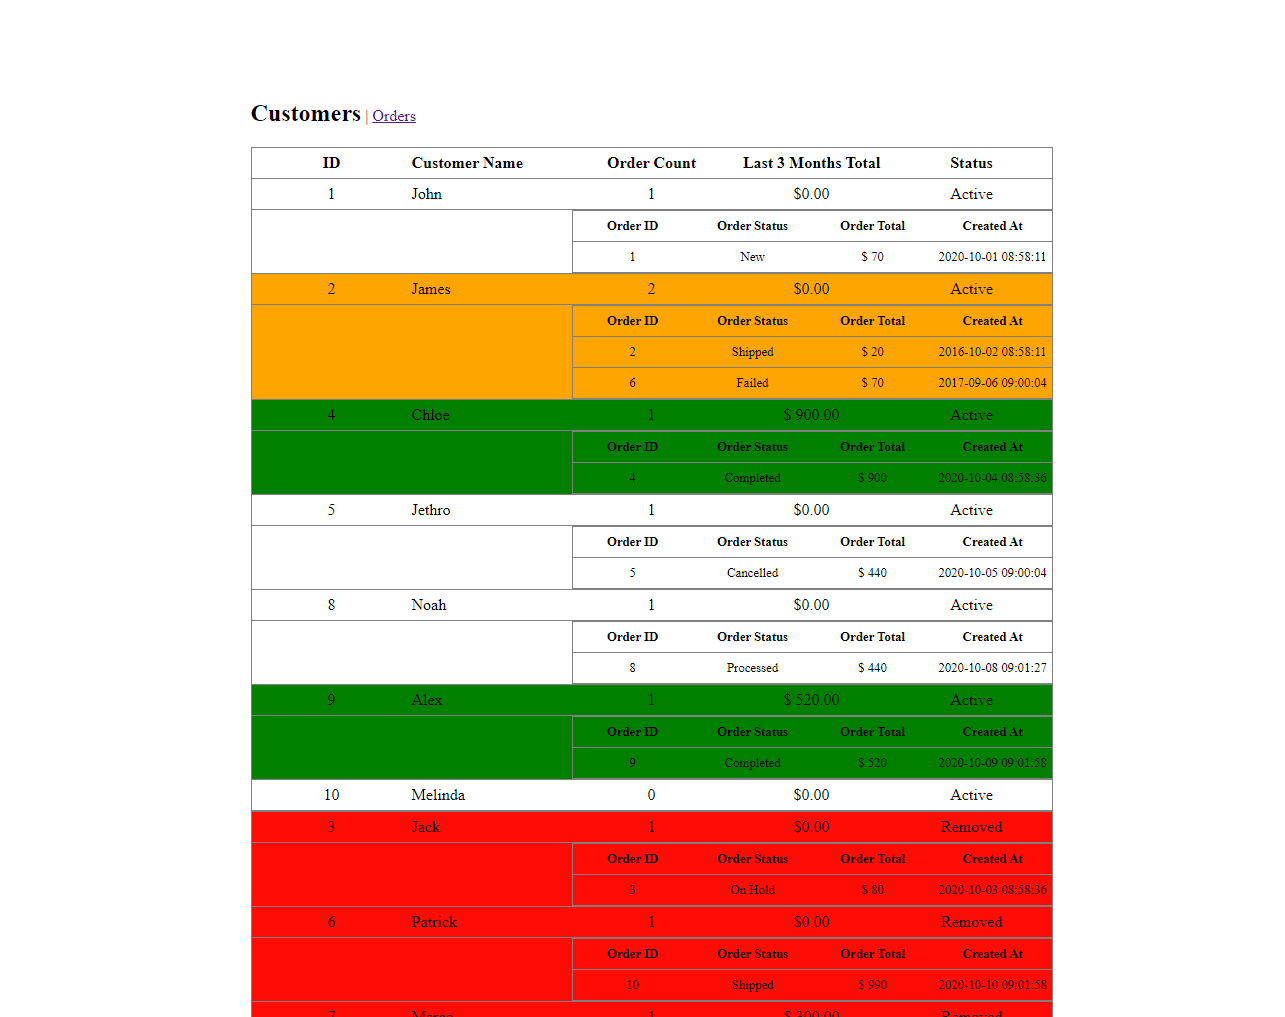 Customers | Orders
ID Customer Name Order Count Last 3 Months Total Status
1 John 1 $0.00 Active
Order ID Order Status Order Total Created At
1 New $ 70 2020-10-01 08:58:11
2 James 2 $0.00 Active
Order ID Order Status Order Total Created At
2 Shipped $ 20 2016-10-02 08:58:11
6 Failed $ 70 2017-09-06 09:00:04
4 Chloe 1 $ 900.00 Active
Order ID Order Status Order Total Created At
4 Completed $ 900 2020-10-04 08:58:36
5 Jethro 1 $0.00 Active
Order ID Order Status Order Total Created At
5 Cancelled $ 440 2020-10-05 09:00:04
8 Noah 1 $0.00 Active
Order ID Order Status Order Total Created At
8 Processed $ 440 2020-10-08 09:01:27
9 Alex 1 $ 520.00 Active
Order ID Order Status Order Total Created At
9 Completed $ 520 2020-10-09 09:01:58
10 Melinda 0 $0.00 Active
3 Jack 1 $0.00 Removed
Order ID Order Status Order Total Created At
3 On Hold $ 80 2020-10-03 08:58:36
6 Patrick 1 $0.00 Removed
Order ID Order Status Order Total Created At
10 Shipped $ 990 2020-10-10 09:01:58
7 1 $ 300.00 Removed